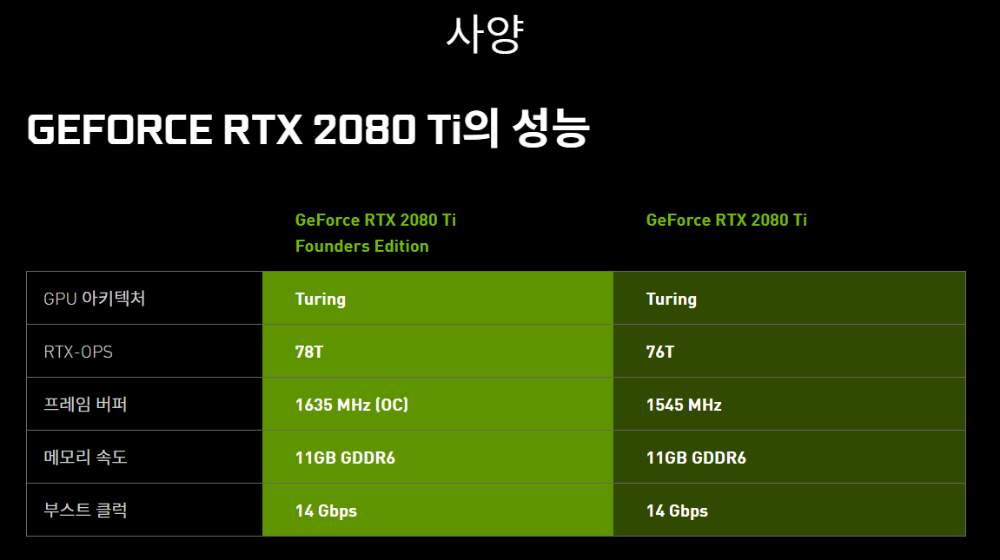 사양
GEFORCE RTX 2080 Ti의 성능
GeForce RTX 2080 Ti GeForce RTX 2080 Ti
Founders Edition
GPU 아키텍처 Turing Turing
RTX-OPS 78T 76T
프레임 버퍼 1635 MHz (OC) 1545 MHz
메모리 속도 11GB GDDR6 11GB GDDR6
부스트 클럭 14 Gbps 14 Gbps